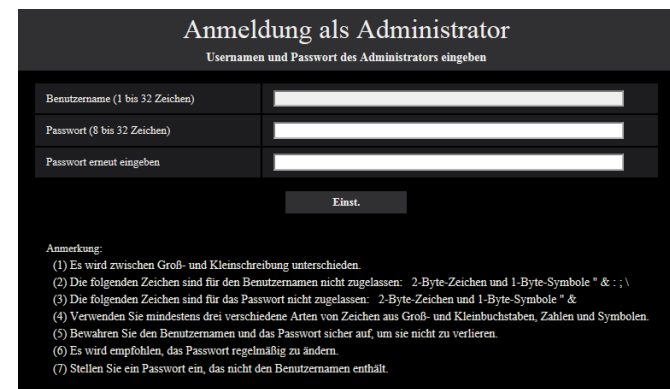 Anmeldung als Administrator
Usernamen und Passwort des Administrators eingeben
Benutzername (1 bis 32 Zeichen)
Passwort (8 bis 32 Zeichen)
Passwort erneut eingeben
Einst.
Anmerkung:
(1) Es wird zwischen Groß- und Kleinschreibung unterschieden.
(2) Die folgenden Zeichen sind für den Benutzernamen nicht zugelassen: 2-Byte-Zeichen und 1-Byte-Symbole " & : ; \
(3) Die folgenden Zeichen sind für das Passwort nicht zugelassen: 2-Byte-Zeichen und 1-Byte-Symbole " &
(4) Verwenden Sie mindestens drei verschiedene Arten von Zeichen aus Groß- und Kleinbuchstaben, Zahlen und Symbolen.
(5) Bewahren Sie den Benutzernamen und das Passwort sicher auf, um sie nicht zu verlieren.
(6) Es wird empfohlen, das Passwort regelmäßig zu ändern.
(7) Stellen Sie ein Passwort ein, das nicht den Benutzernamen enthält.